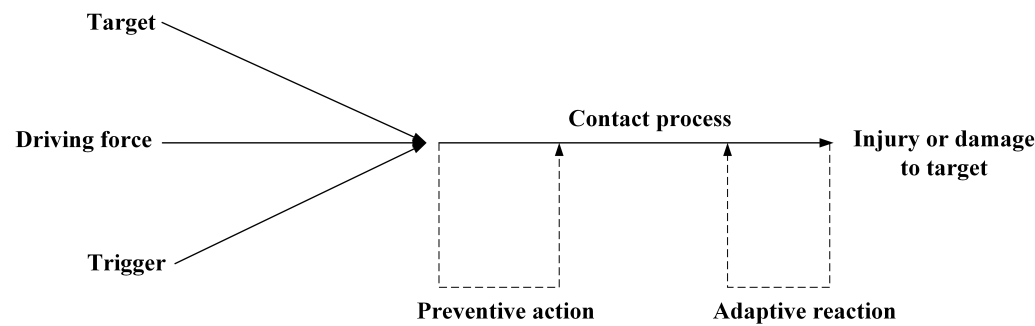 Target
Driving force
Trigger
Contact process
Injury or damage
to target
Preventive action
Adaptive reaction